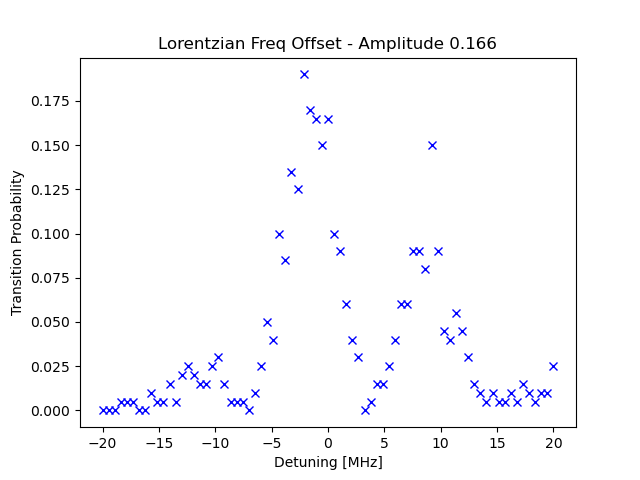 Lorentzian Freq Offset - Amplitude 0.166
Transition Probability
0.175
0.150
0.125
0.100
0.075
0.050
0.025
0.000
−20 −15 −10 −5 0 5 10 15 20
Detuning [MHz]